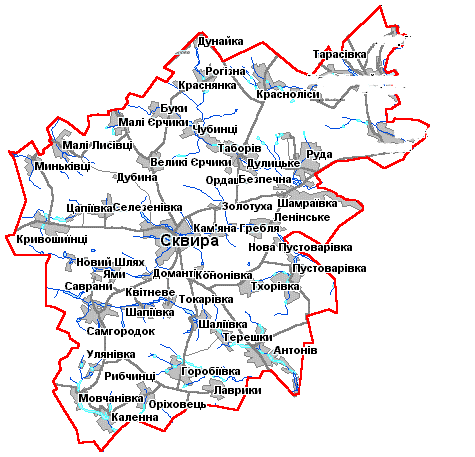 Дунайка
Тарасівка
Рогізна
Краснянка
Красноліси
Буки
Малі Єрчики
Чубинці
Малі Лисівці
Таборів
Руда
Миньківці
Великі Єрчики
Дулицьке
Дубина
Ордан
Безпечна
Цапіївка
Селезенівка
Золотуха
Шамраївка
Ленінське
Кам'яна Гребля
Кривошиїнці
Сквира
Нова Пустоварівка
Новий Шлях
Пустоварівка
Ями
Домантівка
Кононівка
Саврани
Квітневе
Тхорівка
Токарівка
Шапіївка
Шаліївка
Самгородок
Терешки
Антонів
Улянівка
Рибчинці
Горобіївка
Лаврики
Мовчанівка
Оріховець
Каленна